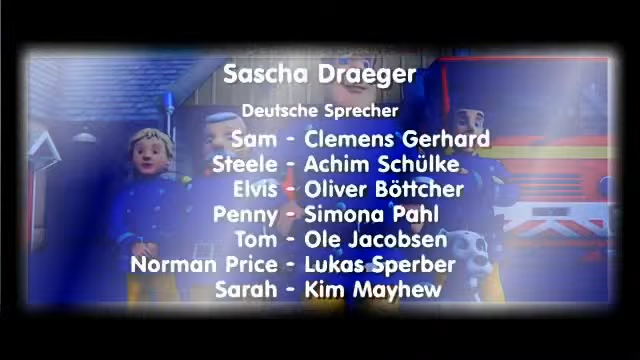 Sascha Draeger
Deutsche Sprecher
Sam - Clemens Gerhard
Steele - Achim Schülke
Elvis - Oliver Böttcher
Penny - Simona Pahl
Tom - Ole Jacobsen
Norman Price - Lukas Sperber
Sarah - Kim Mayhew